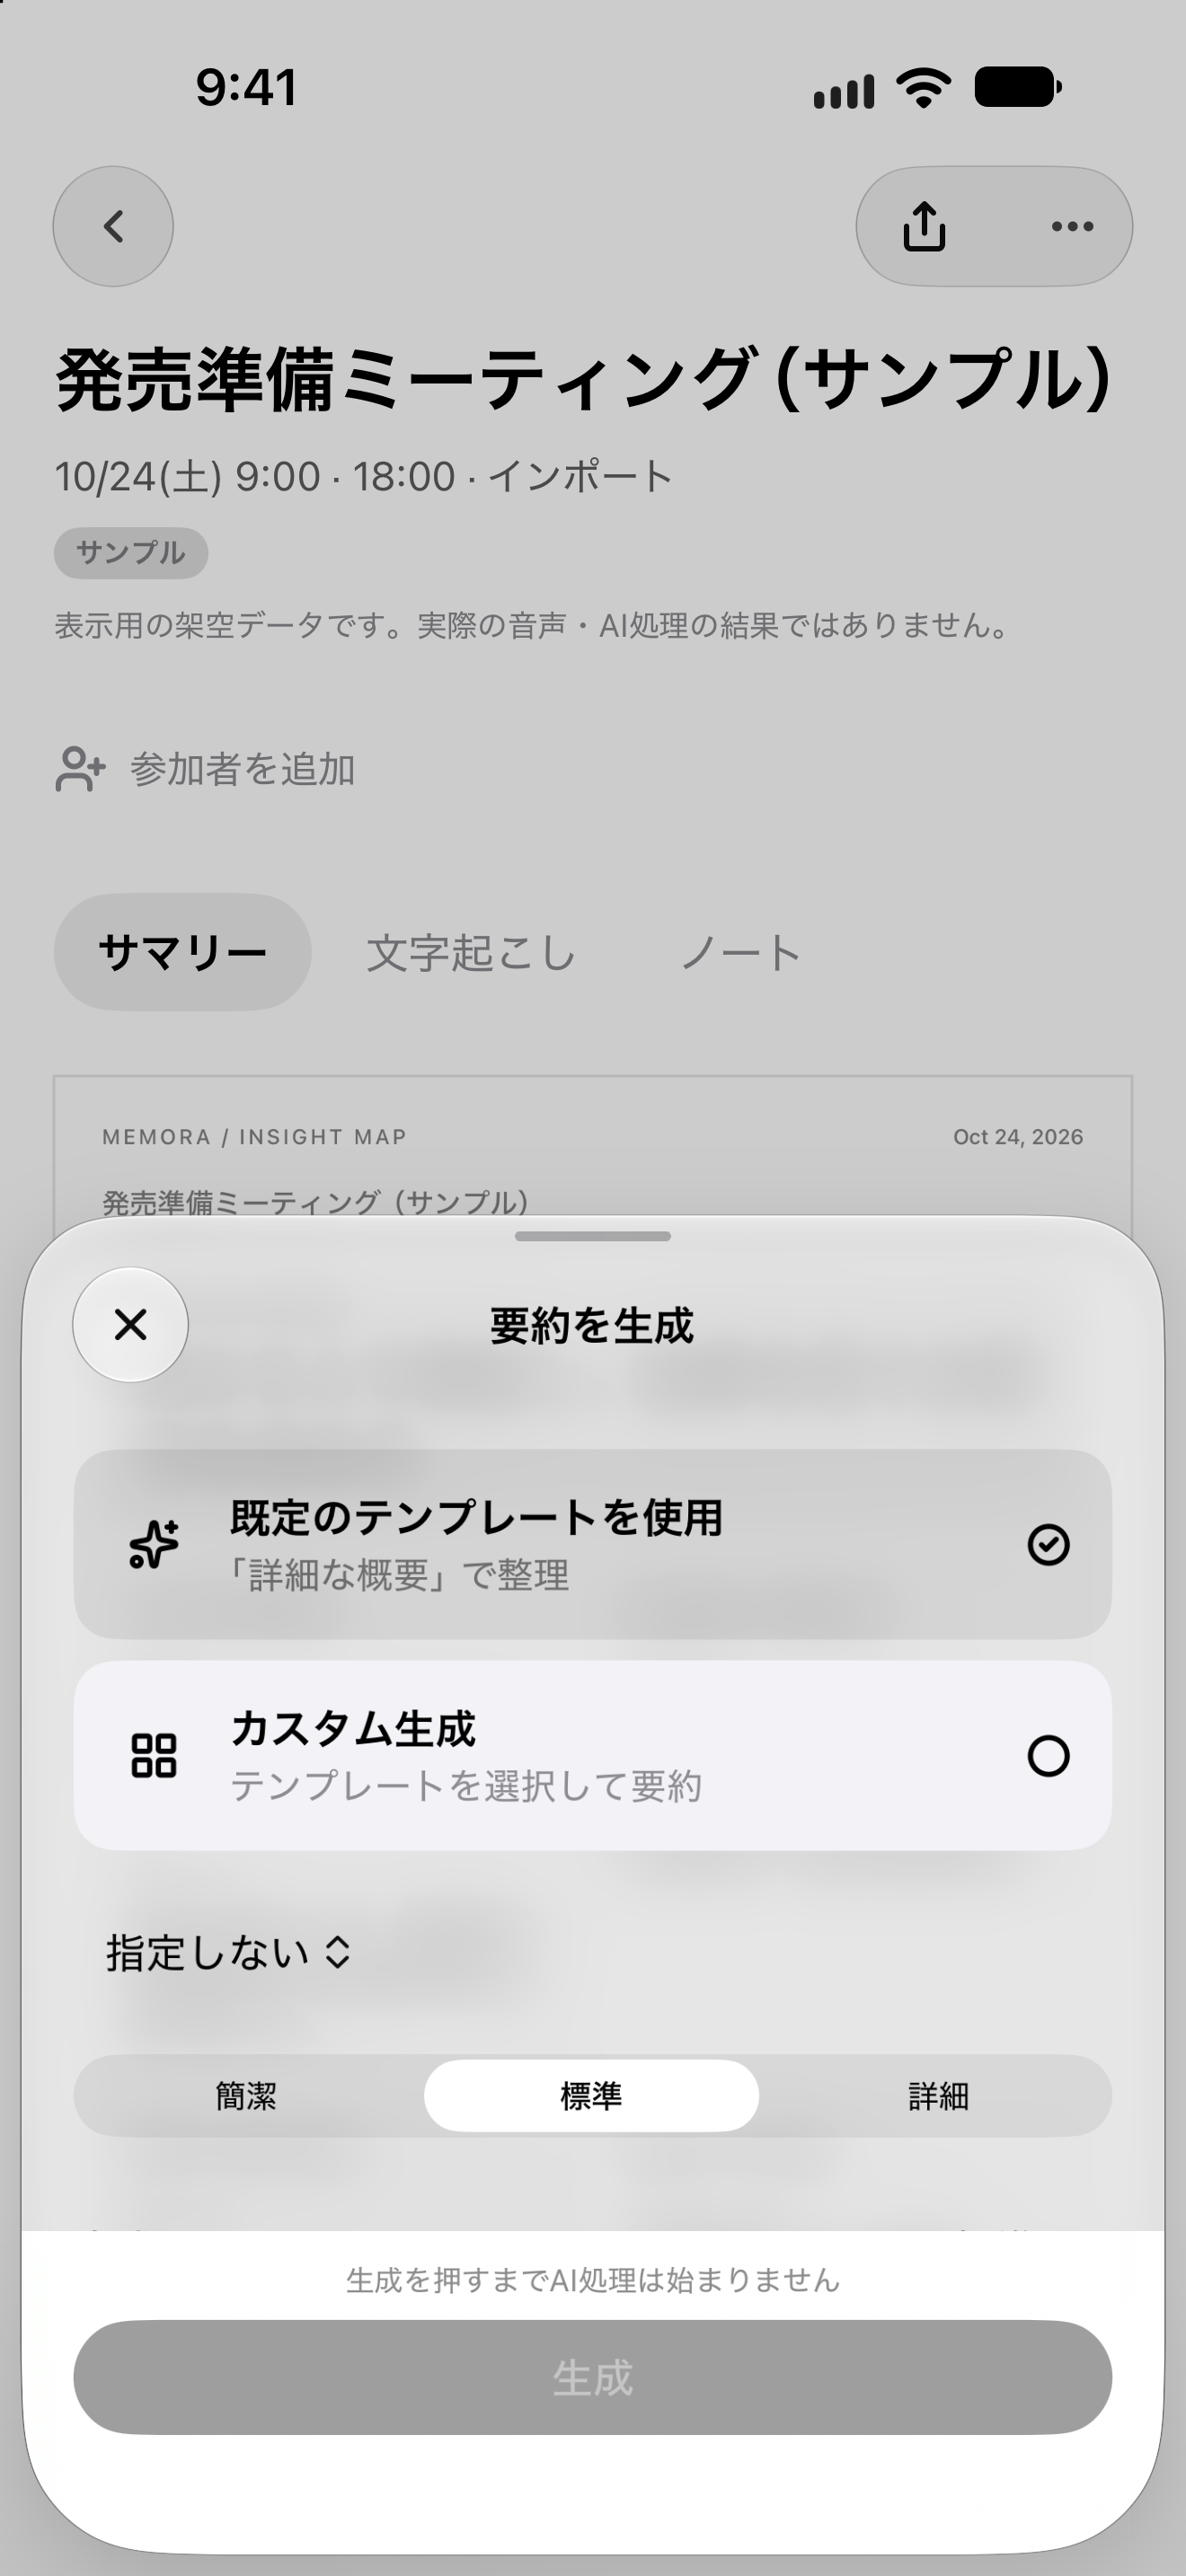 9:41
発売準備ミーティング（サンプル）
10/24(土) 9:00 · 18:00 · インポート
サンプル
表示用の架空データです。実際の音声・AI処理の結果ではありません。
参加者を追加
サマリー 文字起こし ノート
MEMORA / INSIGHT MAP Oct 24, 2026
発売準備ミーティング（サンプル）
要約を生成
既定のテンプレートを使用
「詳細な概要」で整理
カスタム生成
テンプレートを選択して要約
指定しない
簡潔 標準 詳細
生成を押すまでAI処理は始まりません
生成